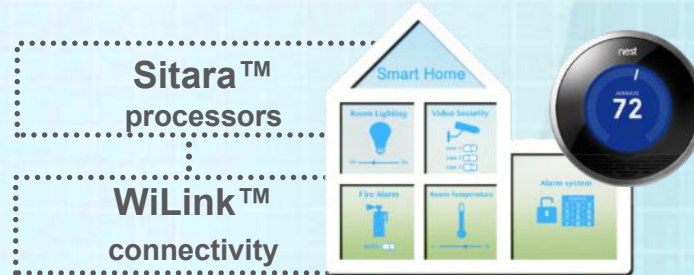 Sitara™
processors
WiLink™
connectivity
Smart Home
Room Lighting
Video Security
Fire Alarm
Room Temperature
Alarm system
nest
72